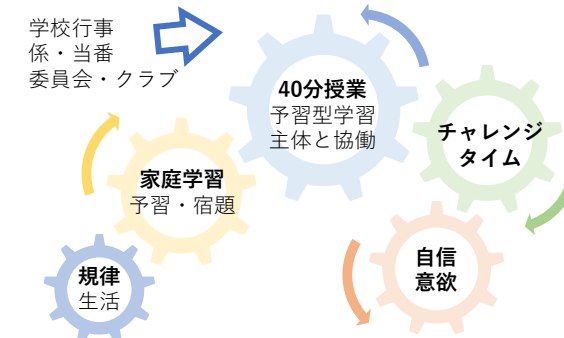 学校行事
係・当番
委員会・クラブ
40分授業
予習型学習
主体と協働
チャレンジ
タイム
家庭学習
予習・宿題
自信
意欲
規律
生活